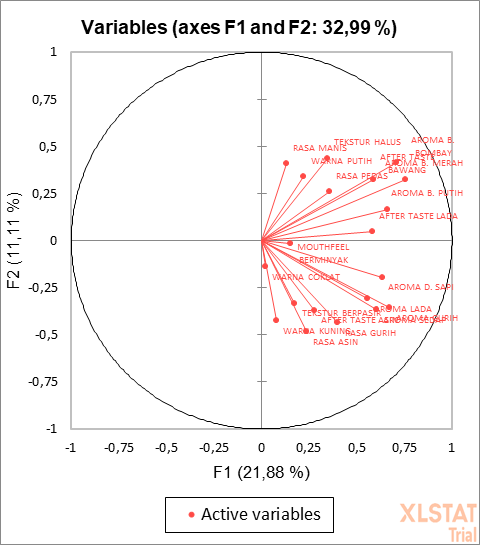 Variables (axes F1 and F2: 32,99 %)
1
0,75
0,5
0,25
0
-0,25
-0,5
-0,75
-1
F2 (11,11 %)
AROMA B.
BOMBAY
TEKSTUR HALUS
RASA MANIS
AFTER TASTE
BAWANG
WARNA PUTIH
AROMA B. MERAH
RASA PEDAS
AROMA B. PUTIH
AFTER TASTE LADA
MOUTHFEEL
BERMINYAK
WARNA COKLAT
AROMA D. SAPI
AROMA LADA
TEKSTUR BERPASIR
AFTER TASTE
AROMA GURIH
WARNA KUNING
RASA GURIH
RASA ASIN
-1
-0,75
-0,5
-0,25
0
0,25
0,5
0,75
1
F1 (21,88 %)
Active variables
XLSTAT
Trial